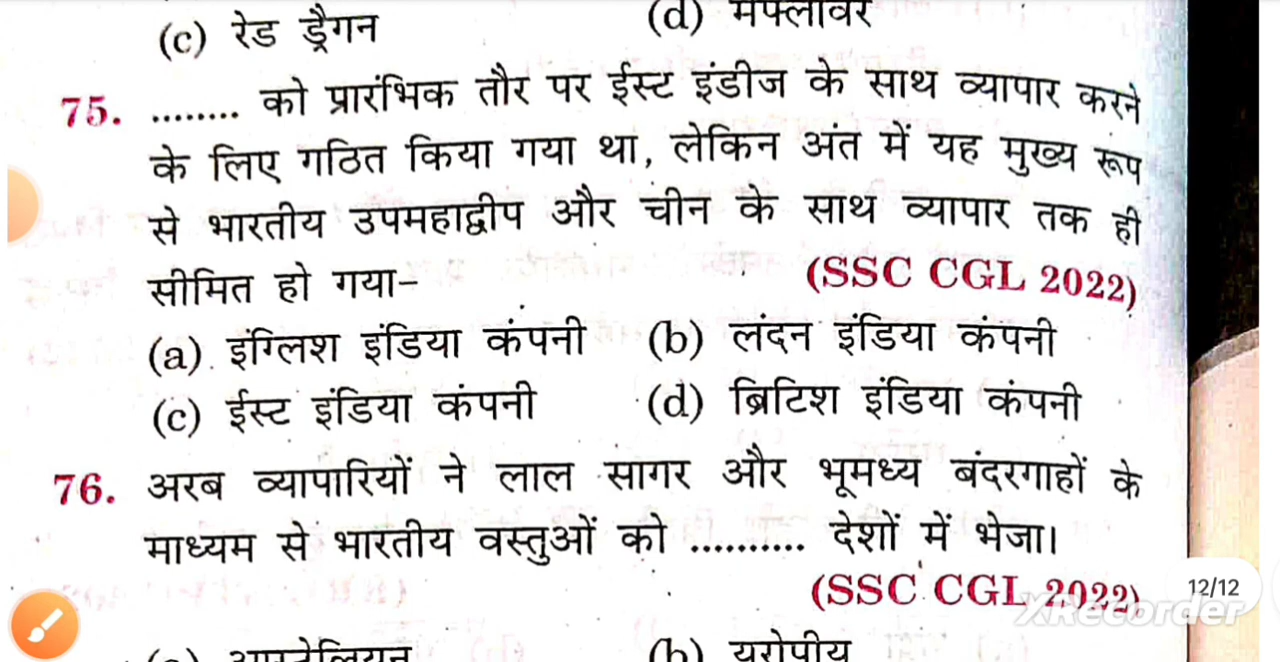 (c) रेड ड्रैगन (d) मेफ्लावर
75. ........ को प्रारंभिक तौर पर ईस्ट इंडीज के साथ व्यापार करने
के लिए गठित किया गया था, लेकिन अंत में यह मुख्य रूप
से भारतीय उपमहाद्वीप और चीन के साथ व्यापार तक ही
सीमित हो गया-
(SSC CGL 2022)
(a) इंग्लिश इंडिया कंपनी (b) लंदन इंडिया कंपनी
(c) ईस्ट इंडिया कंपनी (d) ब्रिटिश इंडिया कंपनी
76. अरब व्यापारियों ने लाल सागर और भूमध्य बंदरगाहों के
माध्यम से भारतीय वस्तुओं को .......... देशों में भेजा।
(SSC CGL 2022)
12/12
XRecorder
(b) यूरोपीय